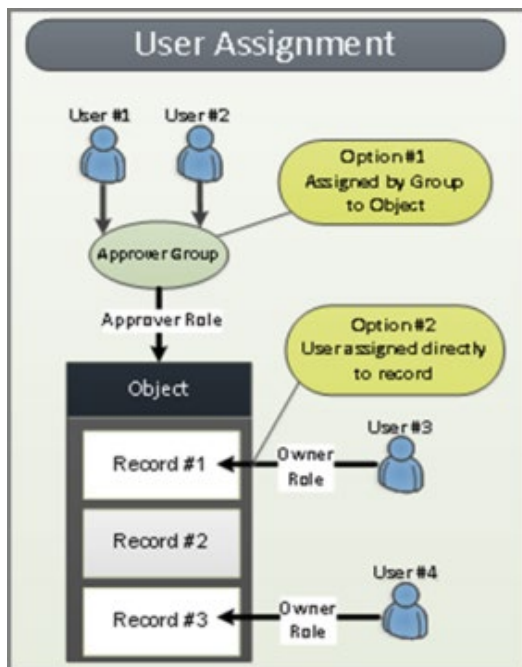 User Assignment
User #1
User #2
Option #1
Assigned by Group
to Object
Approver Group
Approver Role
Option #2
User assigned directly
to record
Object
User #3
Record #1
Owner
Role
Record #2
User #4
Record #3
Owner
Role